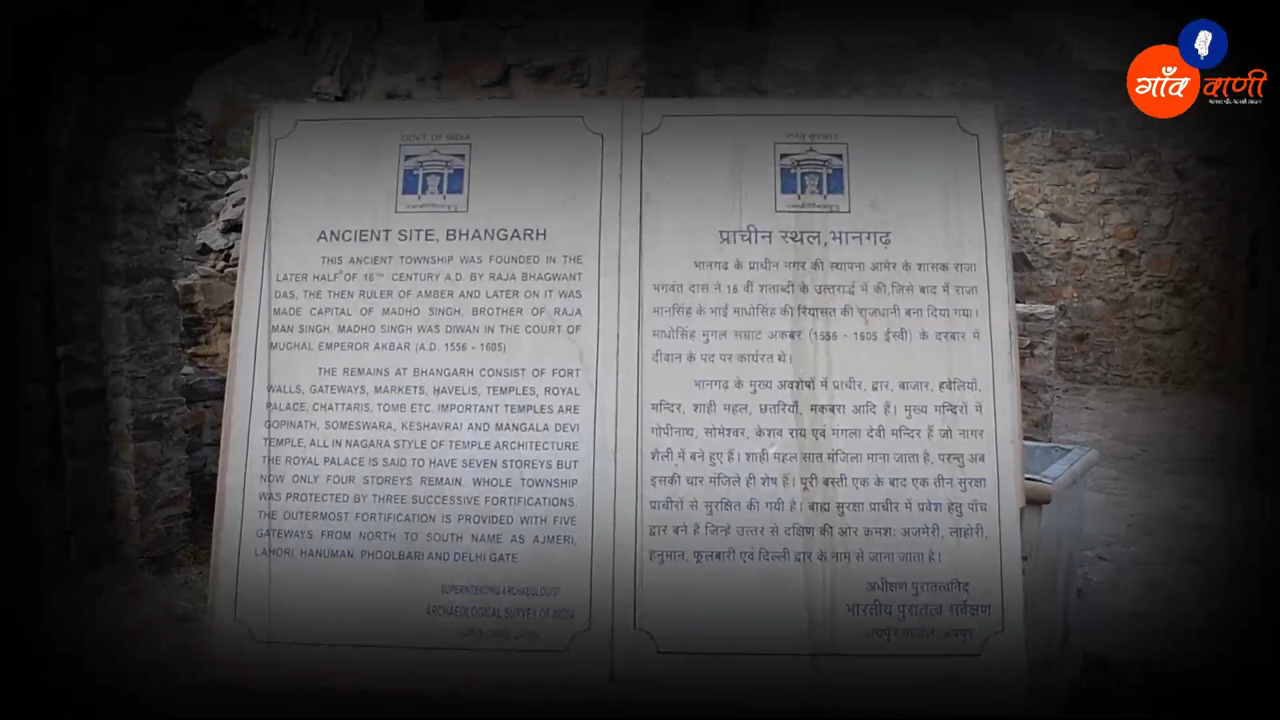 गाँव वाणी
GOVT. OF INDIA
ANCIENT SITE, BHANGARH
THIS ANCIENT TOWNSHIP WAS FOUNDED IN THE
LATER HALF OF 16TH CENTURY A.D. BY RAJA BHAGWANT
DAS, THE THEN RULER OF AMBER AND LATER ON IT WAS
MADE CAPITAL OF MADHO SINGH, BROTHER OF RAJA
MAN SINGH. MADHO SINGH WAS DIWAN IN THE COURT OF
MUGHAL EMPEROR AKBAR (A.D. 1556 - 1605)
THE REMAINS AT BHANGARH CONSIST OF FORT
WALLS, GATEWAYS, MARKETS, HAVELIS, TEMPLES, ROYAL
PALACE, CHATTARIS, TOMB ETC. IMPORTANT TEMPLES ARE
GOPINATH, SOMESWARA, KESHAVRAI AND MANGALA DEVI
TEMPLE, ALL IN NAGARA STYLE OF TEMPLE ARCHITECTURE
THE ROYAL PALACE IS SAID TO HAVE SEVEN STOREYS BUT
NOW ONLY FOUR STOREYS REMAIN. WHOLE TOWNSHIP
WAS PROTECTED BY THREE SUCCESSIVE FORTIFICATIONS.
THE OUTERMOST FORTIFICATION IS PROVIDED WITH FIVE
GATEWAYS FROM NORTH TO SOUTH NAME AS AJMERI,
LAHORI, HANUMAN, PHOOLBARI AND DELHI GATE
SUPERINTENDING ARCHAEOLOGIST
ARCHAEOLOGICAL SURVEY OF INDIA
भारत सरकार
प्राचीन स्थल,भानगढ़
भानगढ के प्राचीन नगर की स्थापना आमेर के शासक राजा
भगवंत दास ने 16 वीं शताब्दी के उत्तरार्द्ध में की,जिसे बाद में राजा
मानसिंह के भाई माधोसिंह की रियासत की राजधानी बना दिया गया।
माधोसिंह मुगल सम्राट अकबर (1556 - 1605 ईस्वी) के दरबार में
दीवान के पद पर कार्यरत थे।
भानगढ के मुख्य अवशेषों में प्राचीर, द्वार, बाजार, हवेलियाँ,
मन्दिर, शाही महल, छतरियाँ, मकबरा आदि हैं। मुख्य मन्दिरों में
गोपीनाथ, सोमेश्वर, केशव राय एवं मंगला देवी मन्दिर हैं जो नागर
शैली में बने हुए हैं। शाही महल सात मंजिला माना जाता है, परन्तु अब
इसकी चार मंजिले ही शेष हैं। पूरी बस्ती एक के बाद एक तीन सुरक्षा
प्राचीरों से सुरक्षित की गयी है। बाह्य सुरक्षा प्राचीर में प्रवेश हेतु पाँच
द्वार बने हैं जिन्हें उत्तर से दक्षिण की ओर क्रमशः अजमेरी, लाहोरी,
हनुमान, फूलबारी एवं दिल्ली द्वार के नाम से जाना जाता है।
अधीक्षण पुरातत्वविद्
भारतीय पुरातत्व सर्वेक्षण